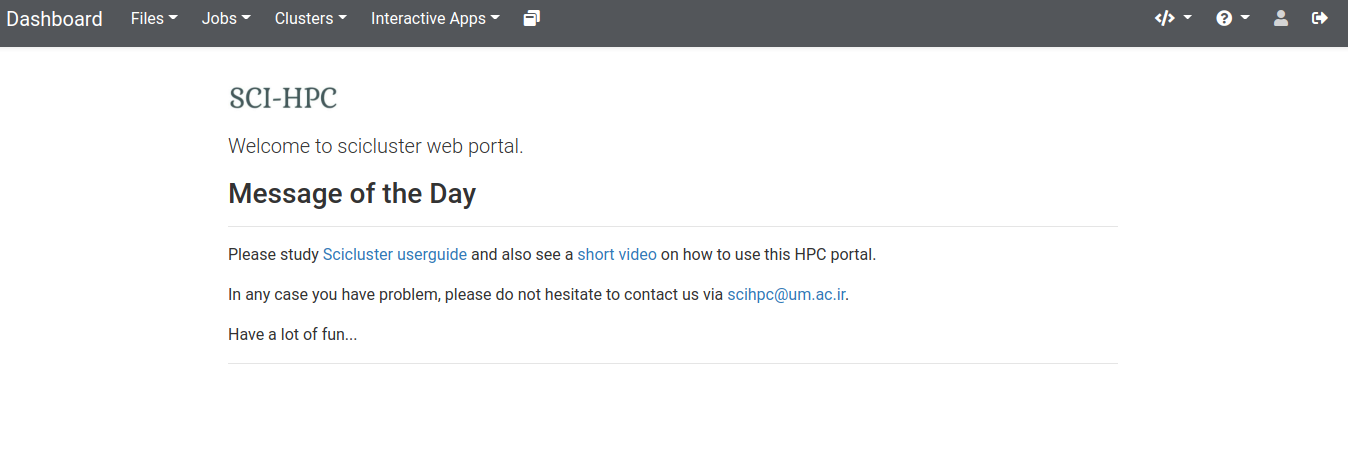 Dashboard Files Jobs Clusters Interactive Apps
SCI-HPC
Welcome to scicluster web portal.
Message of the Day
Please study Scicluster userguide and also see a short video on how to use this HPC portal.
In any case you have problem, please do not hesitate to contact us via scihpc@um.ac.ir.
Have a lot of fun...